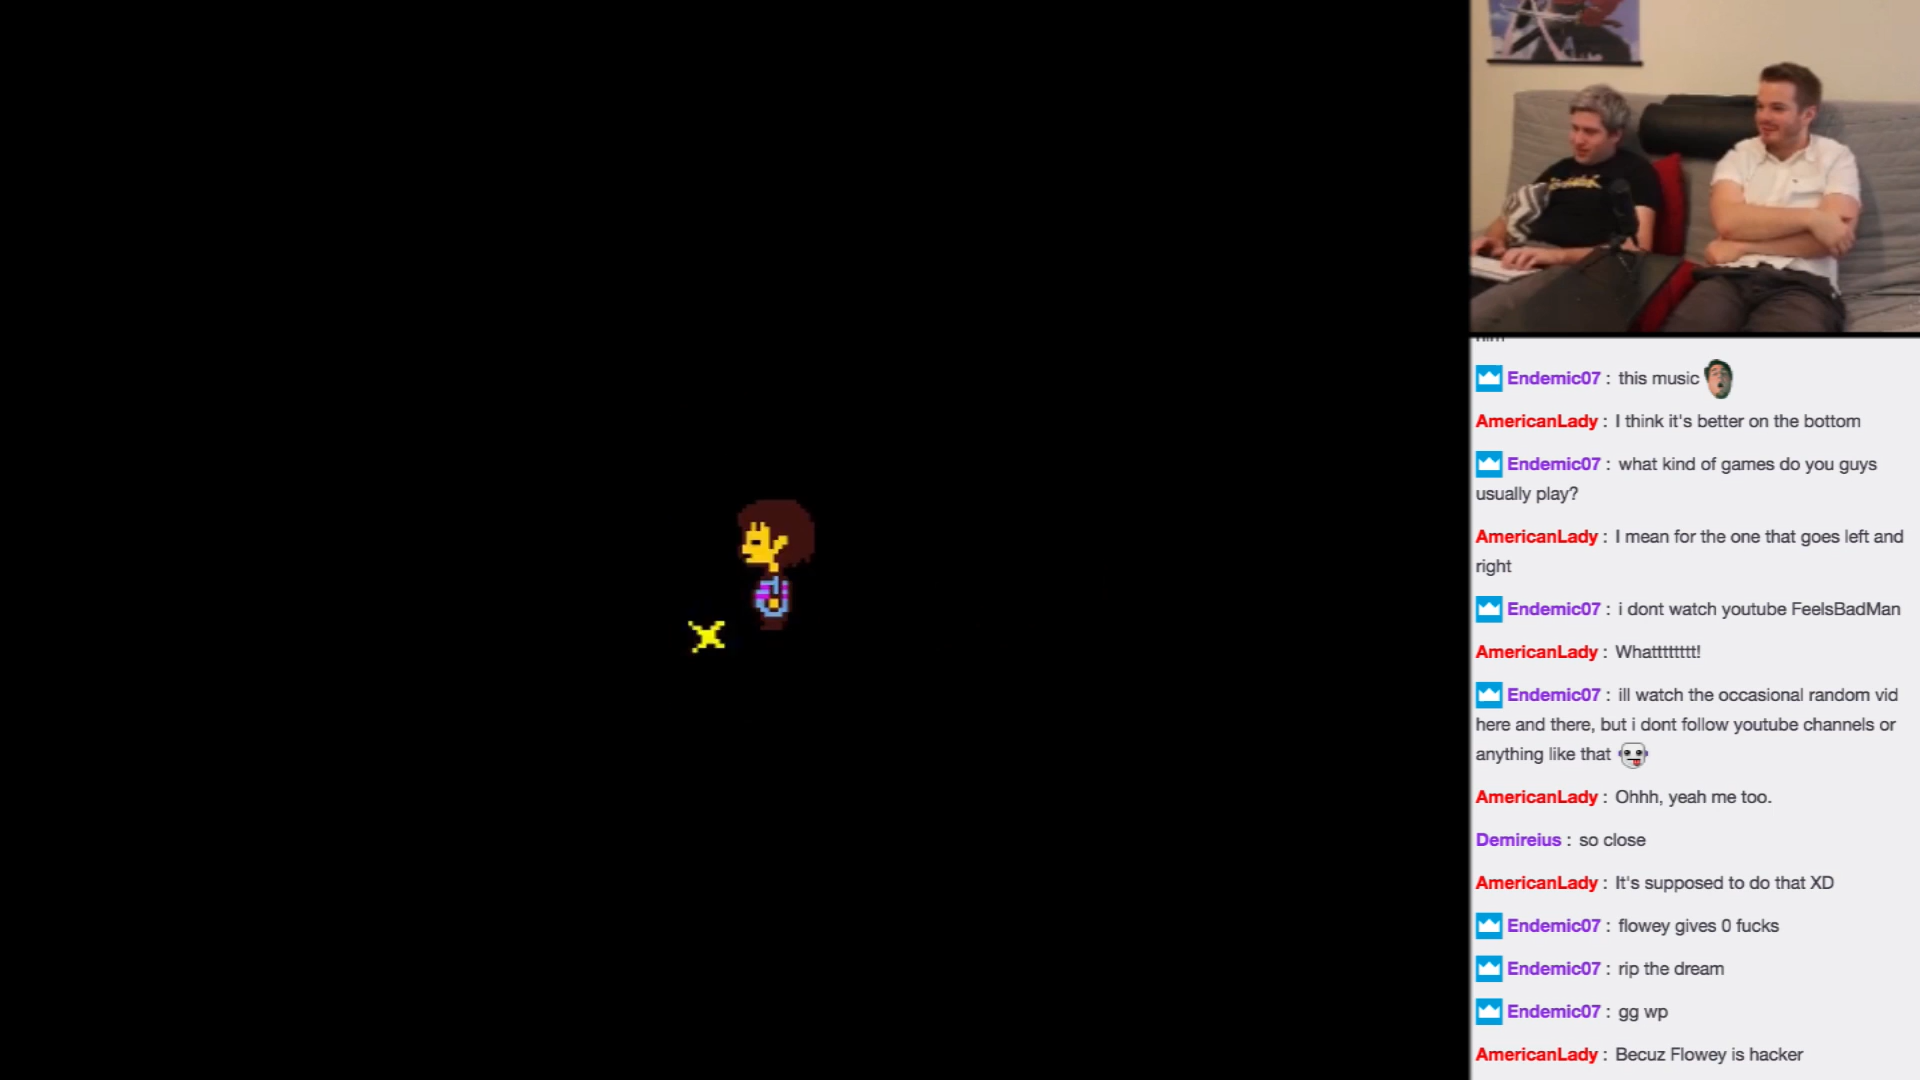 Endemic07 : this music
AmericanLady : I think it's better on the bottom
Endemic07 : what kind of games do you guys
usually play?
AmericanLady : I mean for the one that goes left and
right
Endemic07 : i dont watch youtube FeelsBadMan
AmericanLady : Whatttttttt!
Endemic07 : ill watch the occasional random vid
here and there, but i dont follow youtube channels or
anything like that
AmericanLady : Ohhh, yeah me too.
Demireius : so close
AmericanLady : It's supposed to do that XD
Endemic07 : flowey gives 0 fucks
Endemic07 : rip the dream
Endemic07 : gg wp
AmericanLady : Becuz Flowey is hacker